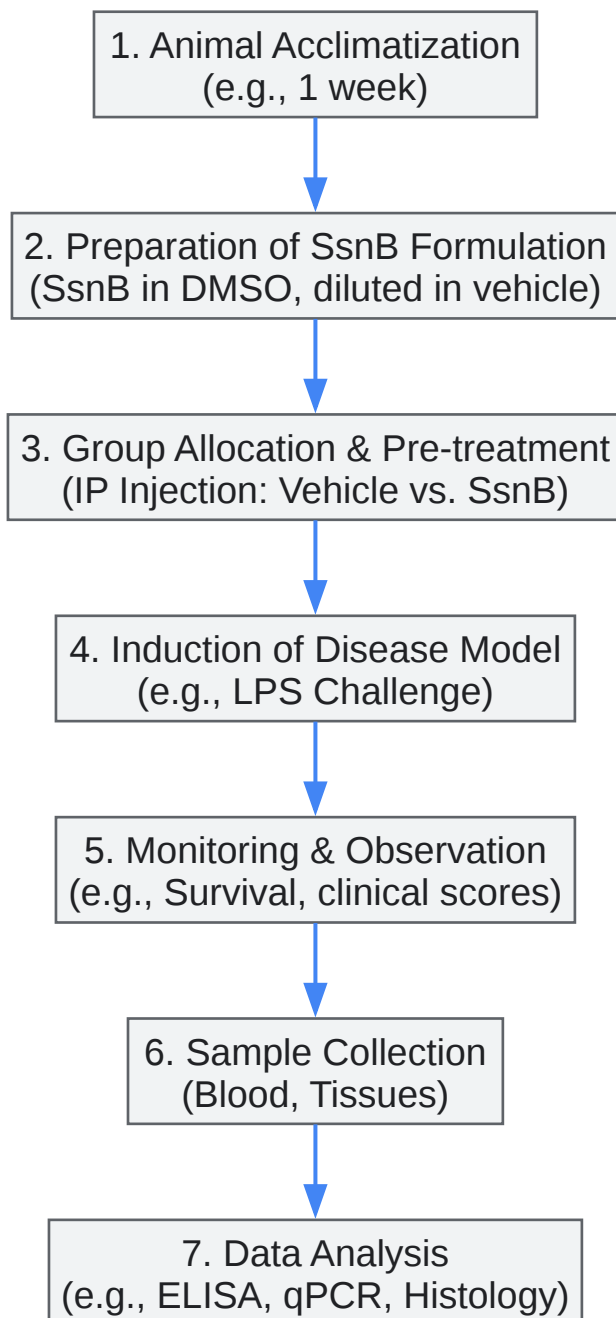 1. Animal Acclimatization
(e.g., 1 week)
2. Preparation of SsnB Formulation
(SsnB in DMSO, diluted in vehicle)
3. Group Allocation & Pre-treatment
(IP Injection: Vehicle vs. SsnB)
4. Induction of Disease Model
(e.g., LPS Challenge)
5. Monitoring & Observation
(e.g., Survival, clinical scores)
6. Sample Collection
(Blood, Tissues)
7. Data Analysis
(e.g., ELISA, qPCR, Histology)